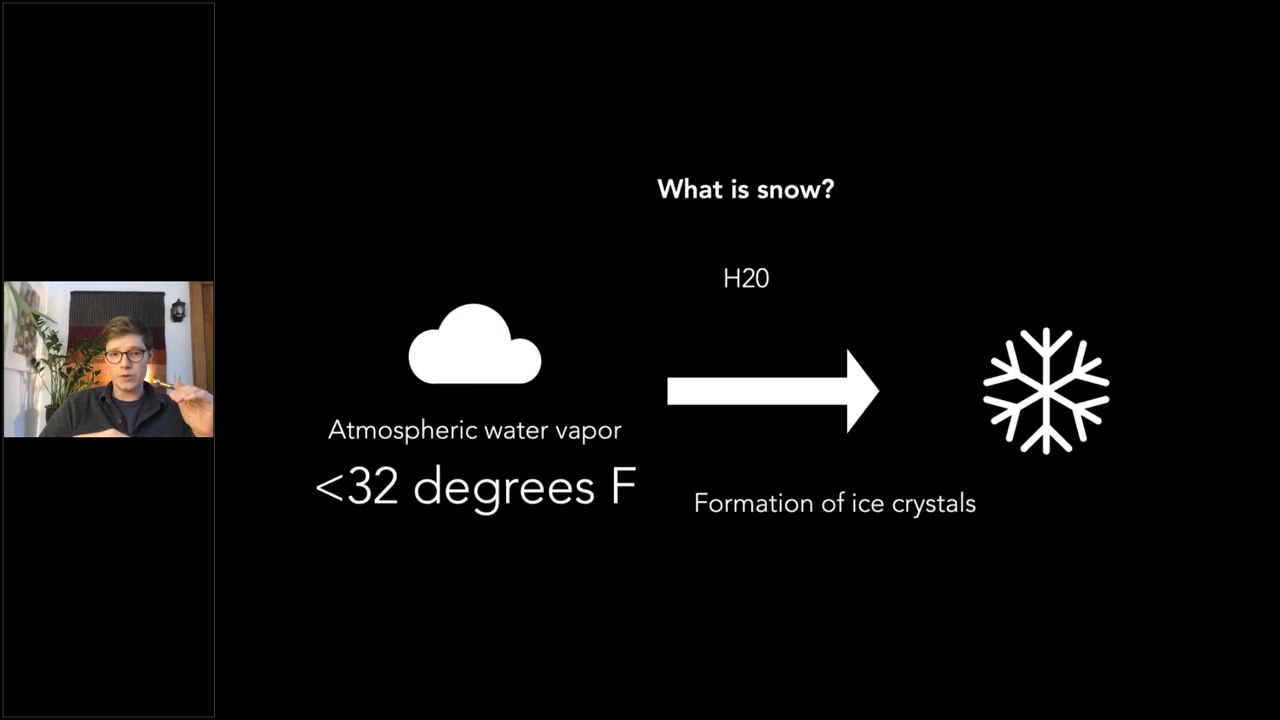 What is snow?
H20
Atmospheric water vapor
<32 degrees F
Formation of ice crystals